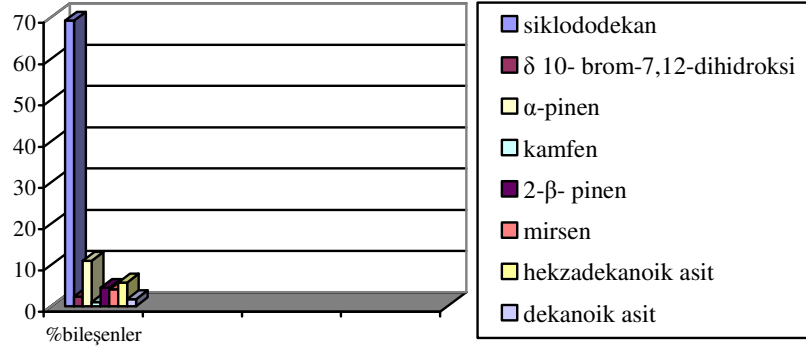 70
60
50
40
30
20
10
0
%bileşenler
siklododekan
δ 10- brom-7,12-dihidroksi
α-pinen
kamfen
2-β- pinen
mirsen
hekzadekanoik asit
dekanoik asit